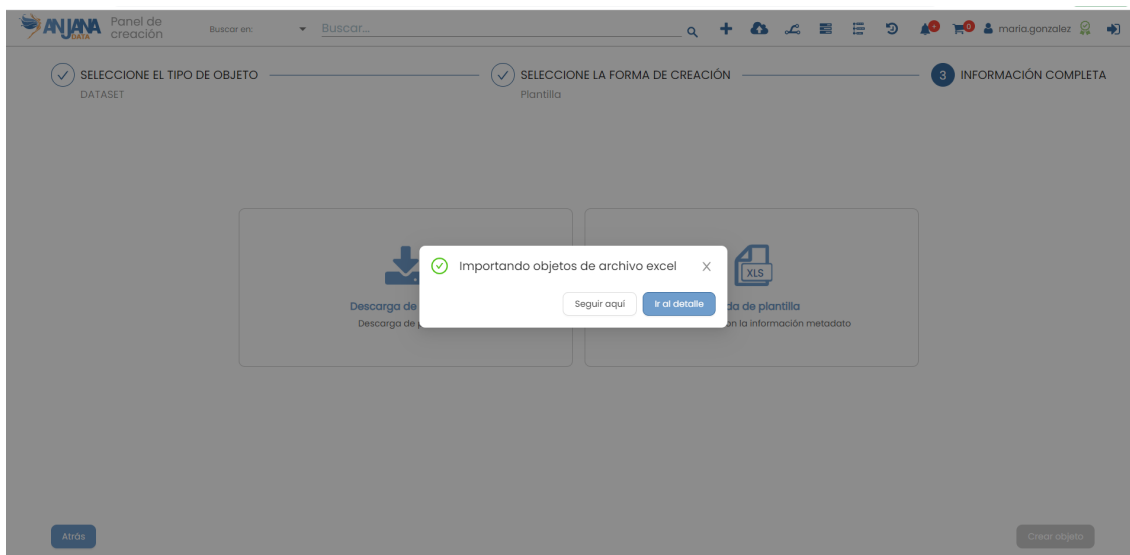 ANJANA
DATA
Panel de
creación
Buscar en:
Buscar...
maria.gonzalez
SELECCIONE EL TIPO DE OBJETO
DATASET
SELECCIONE LA FORMA DE CREACIÓN
Plantilla
3 INFORMACIÓN COMPLETA
Importando objetos de archivo excel
Seguir aquí
Ir al detalle
XLS
Descarga de
da de plantilla
Descarga de
on la información metadato
Atrás
Crear objeto